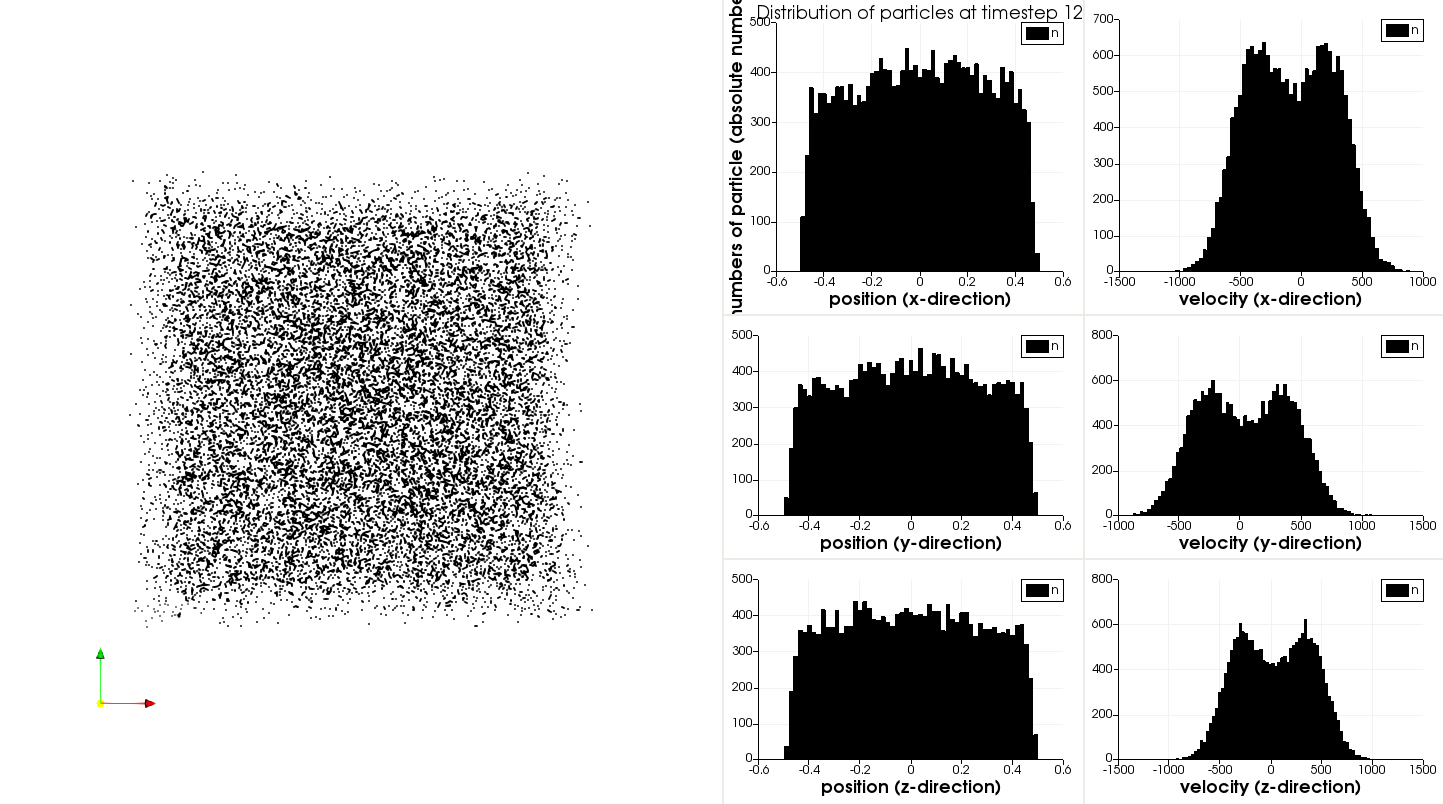 Distribution of particles at timestep 12
numbers of particle (absolute numbe
n
500
400
300
200
100
0
-0.6 -0.4 -0.2 0 0.2 0.4 0.6
position (x-direction)
n
700
600
500
400
300
200
100
0
-1500 -1000 -500 0 500 1000
velocity (x-direction)
n
500
400
300
200
100
0
-0.6 -0.4 -0.2 0 0.2 0.4 0.6
position (y-direction)
n
800
600
400
200
0
-1000 -500 0 500 1000 1500
velocity (y-direction)
n
500
400
300
200
100
0
-0.6 -0.4 -0.2 0 0.2 0.4 0.6
position (z-direction)
n
800
600
400
200
0
-1500 -1000 -500 0 500 1000 1500
velocity (z-direction)